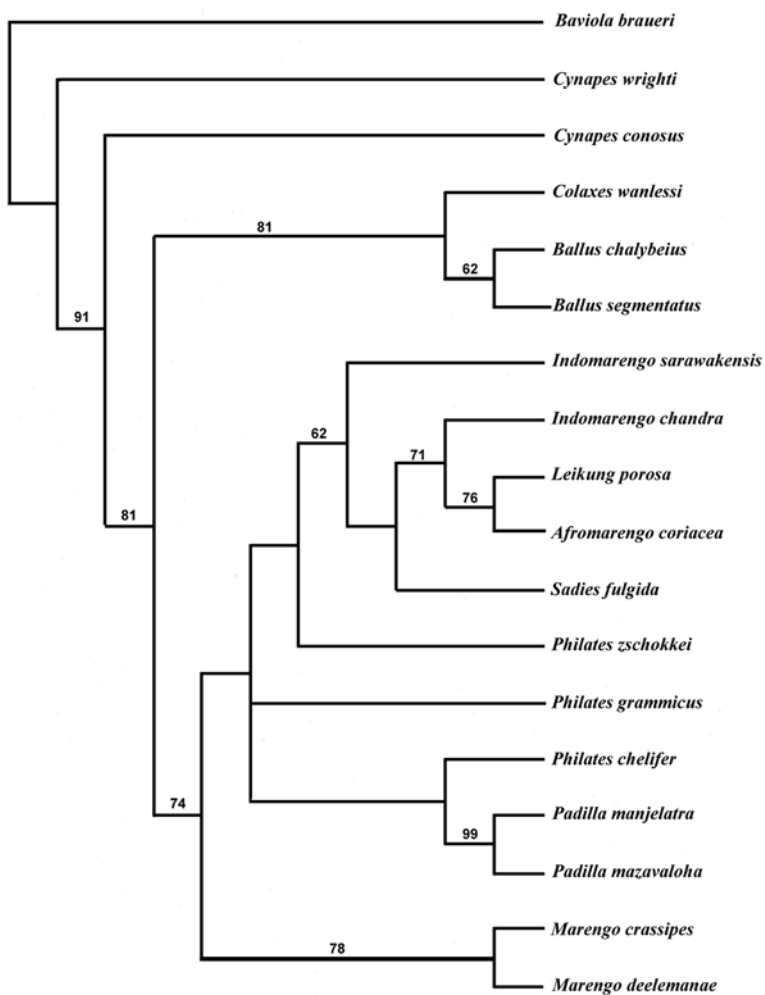 Baviola braueri
Cynapes wrighti
Cynapes conosus
Colaxes wanlessi
81
Ballus chalybeius
62
Ballus segmentatus
91
Indomarengo sarawakensis
Indomarengo chandra
62
71
Leikung porosa
76
81
Afromarengo coriacea
Sadies fulgida
Philates zschokkei
Philates grammicus
Philates chelifer
74
Padilla manjelatra
99
Padilla mazavaloha
Marengo crassipes
78
Marengo deelemanae